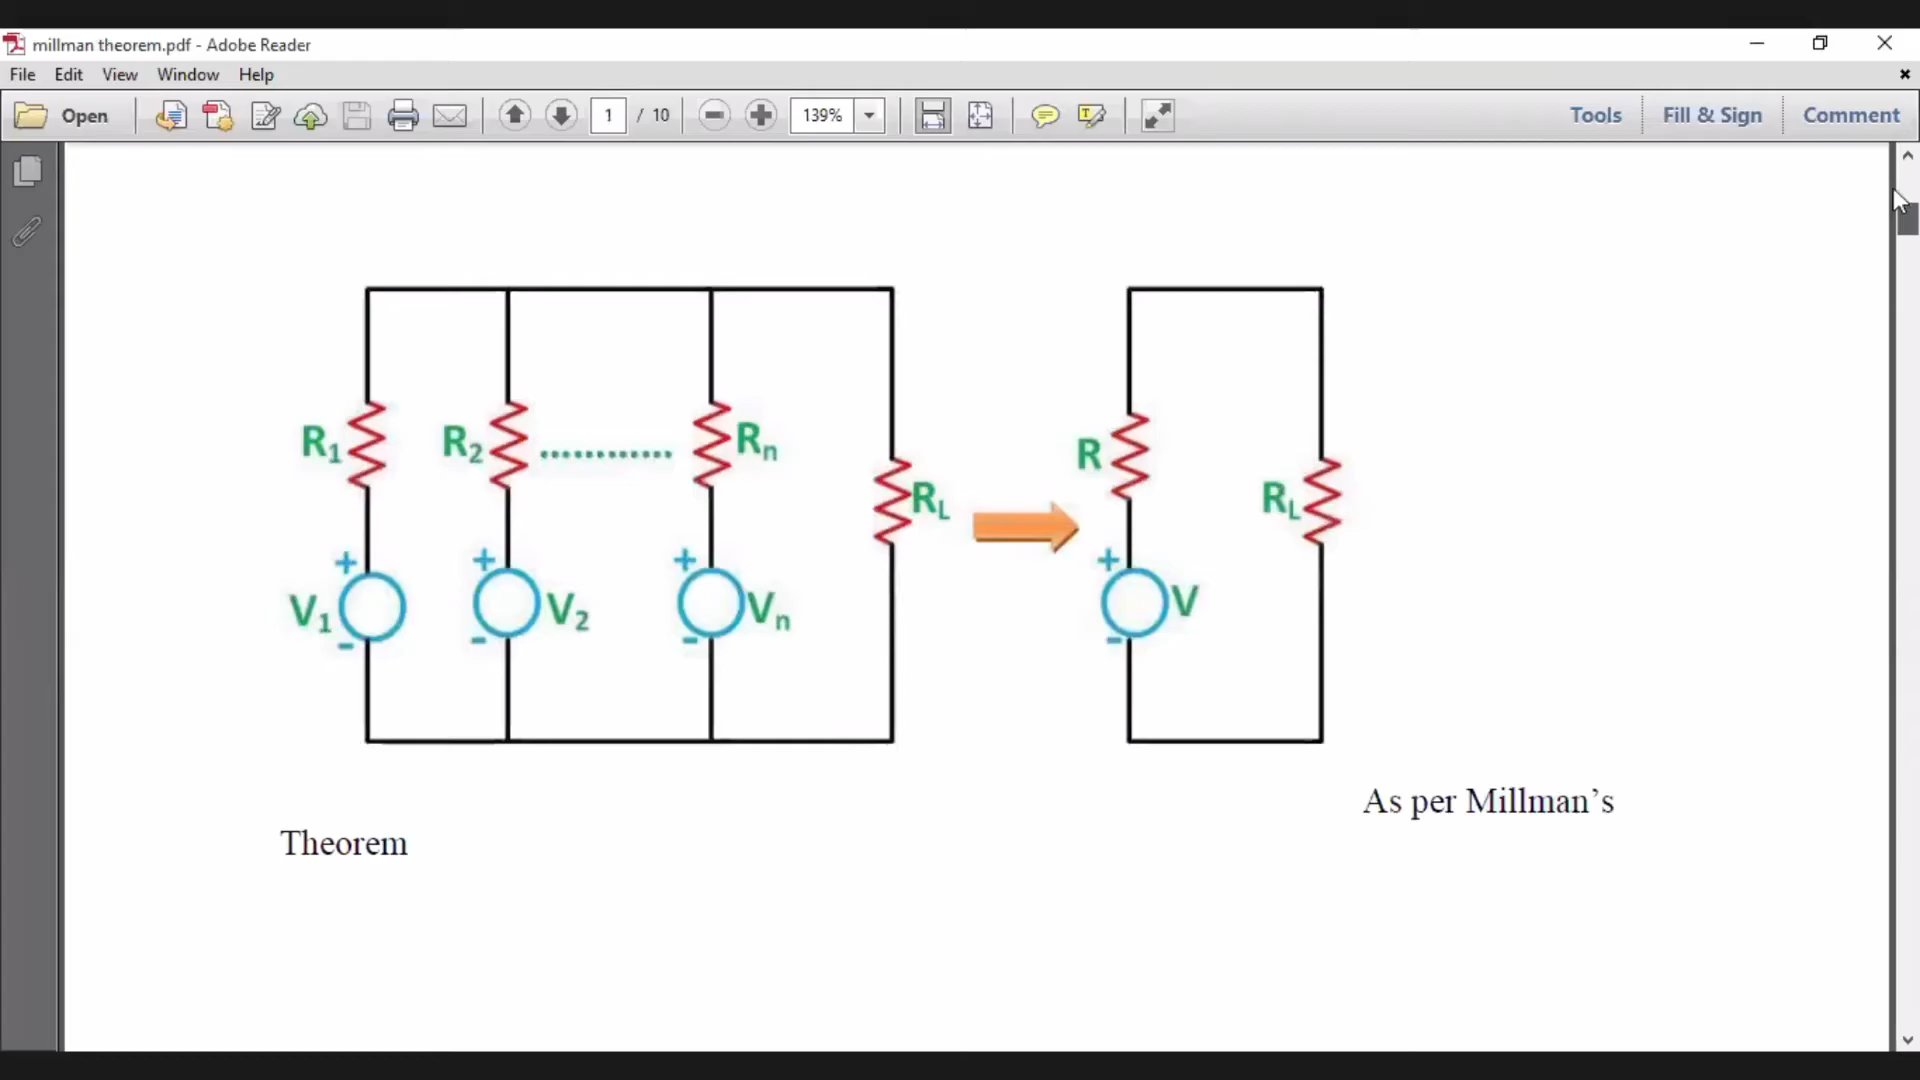 millman theorem.pdf - Adobe Reader
File Edit View Window Help
Open 1 / 10 139% Tools Fill & Sign Comment
R1 R2 Rn RL R RL
V1 V2 Vn V
As per Millman’s
Theorem